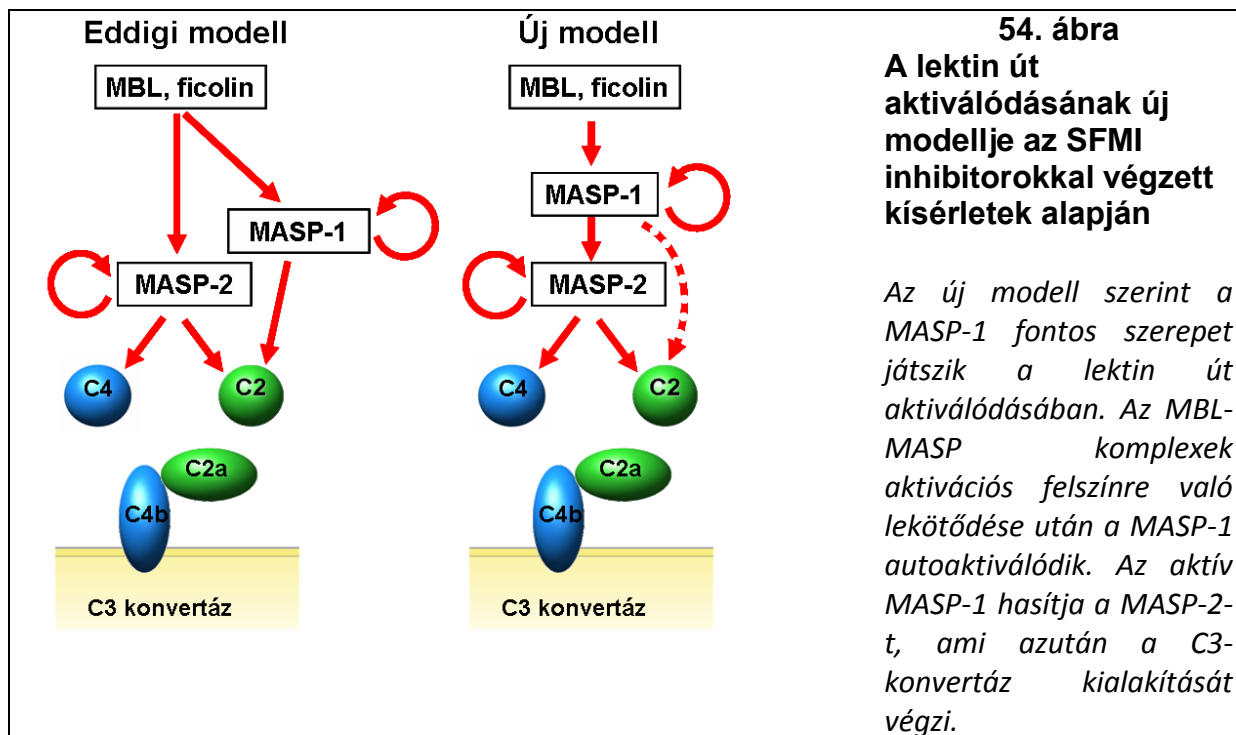 Eddigi modell
MBL, ficolin
MASP-1
MASP-2
C4
C2
C2a
C4b
C3 konvertáz
Új modell
MBL, ficolin
MASP-1
MASP-2
C4
C2
C2a
C4b
C3 konvertáz
54. ábra
A lektin út
aktiválódásának új
modellje az SFMI
inhibitorokkal végzett
kísérletek alapján
Az új modell szerint a
MASP-1 fontos szerepet
játszik a lektin út
aktiválódásában. Az MBL-
MASP komplexek
aktivációs felszínre való
lekötődése után a MASP-1
autoaktiválódik. Az aktív
MASP-1 hasítja a MASP-2-
t, ami azután a C3-
konvertáz kialakítását
végzi.